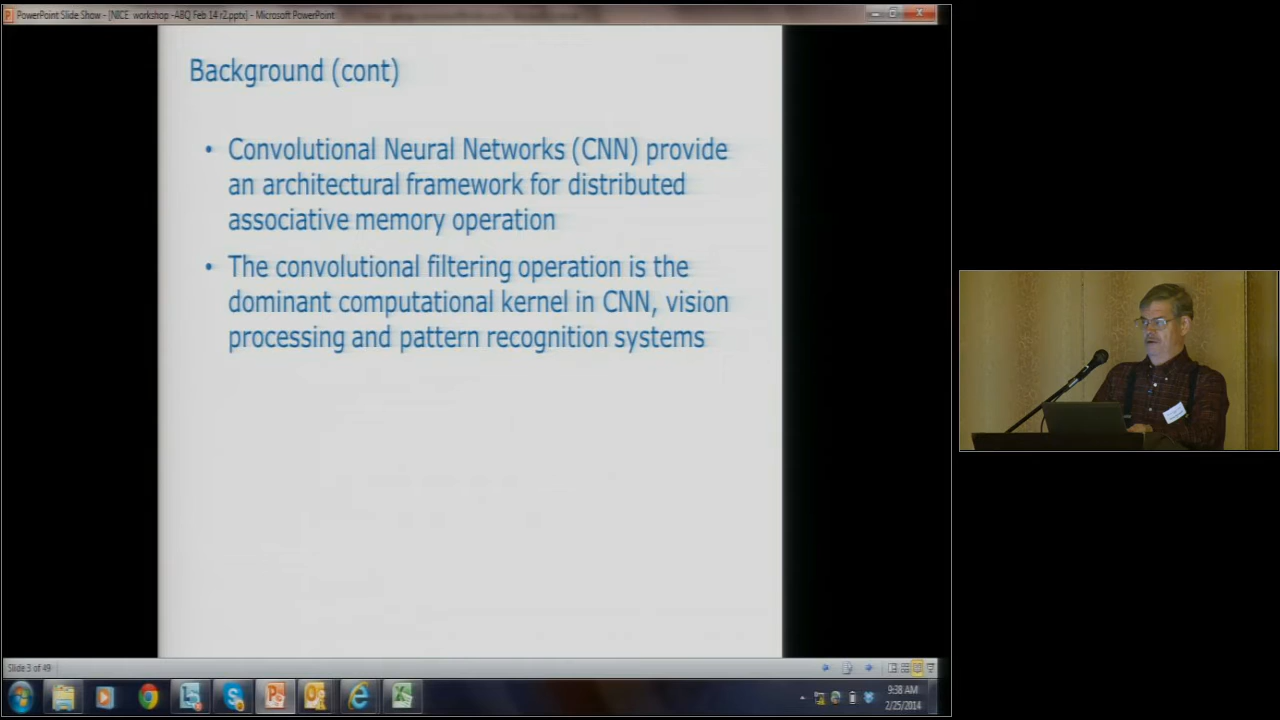 PowerPoint Slide Show - [NICE workshop -ABQ Feb 14 r2.pptx] - Microsoft PowerPoint
Background (cont)
• Convolutional Neural Networks (CNN) provide
an architectural framework for distributed
associative memory operation
• The convolutional filtering operation is the
dominant computational kernel in CNN, vision
processing and pattern recognition systems
Slide 3 of 49
9:38 AM
2/25/2014